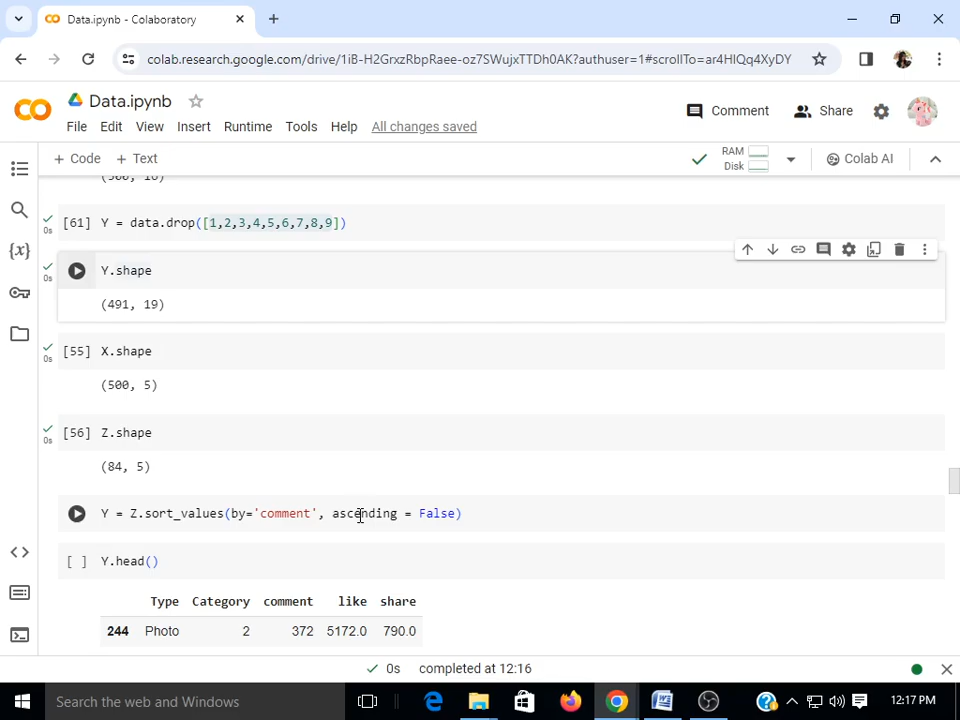 Data.ipynb - Colaboratory
colab.research.google.com/drive/1iB-H2GrxzRbpRaee-oz7SWujxTTDh0AK?authuser=1#scrollTo=ar4HlQq4XyDY
Data.ipynb
File Edit View Insert Runtime Tools Help All changes saved
Comment Share
+ Code + Text
RAM
Disk
Colab AI
(500, 10)
[61] Y = data.drop([1,2,3,4,5,6,7,8,9])
0s
Y.shape
0s
(491, 19)
[55] X.shape
0s
(500, 5)
[56] Z.shape
0s
(84, 5)
Y = Z.sort_values(by='comment', ascending = False)
[ ] Y.head()
Type Category comment like share
244 Photo 2 372 5172.0 790.0
0s completed at 12:16
Search the web and Windows
12:17 PM